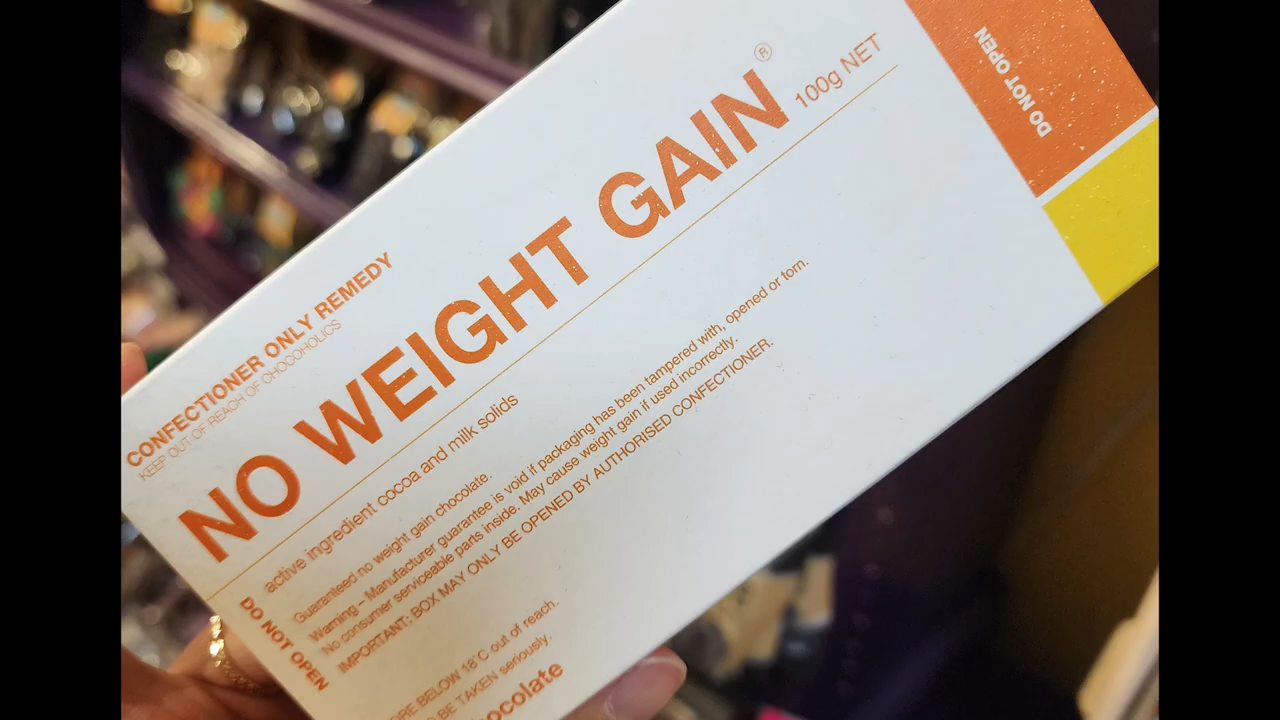 CONFECTIONER ONLY REMEDY
KEEP OUT OF REACH OF CHOCOHOLICS
NO WEIGHT GAIN® 100g NET
active ingredient cocoa and milk solids
Guaranteed no weight gain chocolate.
Warning – Manufacturer guarantee is void if packaging has been tampered with, opened or torn.
No consumer serviceable parts inside. May cause weight gain if used incorrectly.
IMPORTANT: BOX MAY ONLY BE OPENED BY AUTHORISED CONFECTIONER.
DO NOT OPEN
BELOW 18°C out of reach.
BE TAKEN seriously.
DO NOT OPEN